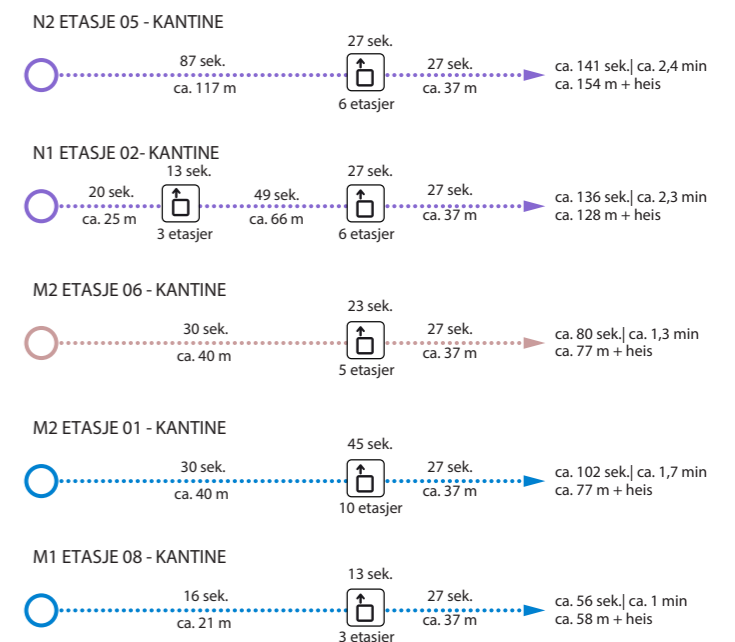 N2 ETASJE 05 - KANTINE
27 sek.
87 sek.
27 sek.
ca. 141 sek.| ca. 2,4 min
ca. 117 m
ca. 37 m
ca. 154 m + heis
6 etasjer
N1 ETASJE 02- KANTINE
13 sek.
27 sek.
20 sek.
49 sek.
27 sek.
ca. 136 sek.| ca. 2,3 min
ca. 25 m
ca. 66 m
ca. 37 m
ca. 128 m + heis
3 etasjer
6 etasjer
M2 ETASJE 06 - KANTINE
23 sek.
30 sek.
27 sek.
ca. 80 sek.| ca. 1,3 min
ca. 40 m
ca. 37 m
ca. 77 m + heis
5 etasjer
M2 ETASJE 01 - KANTINE
45 sek.
30 sek.
27 sek.
ca. 102 sek.| ca. 1,7 min
ca. 40 m
ca. 37 m
ca. 77 m + heis
10 etasjer
M1 ETASJE 08 - KANTINE
13 sek.
16 sek.
27 sek.
ca. 56 sek.| ca. 1 min
ca. 21 m
ca. 37 m
ca. 58 m + heis
3 etasjer